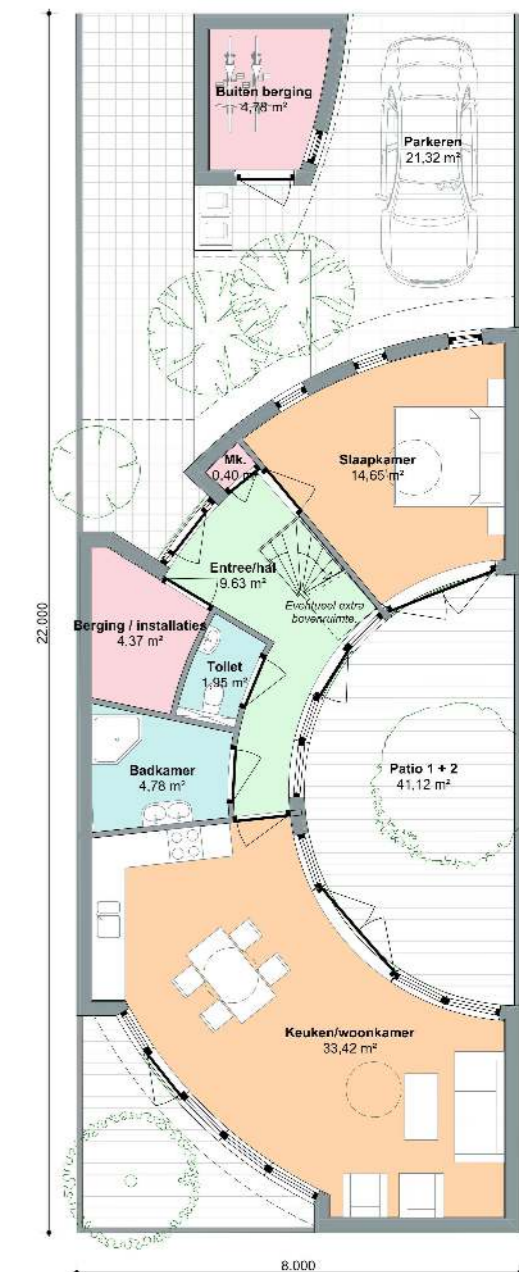 Buiten berging
4,78 m²
Parkeren
21,32 m²
Slaapkamer
14,65 m²
Mk.
0,40 m²
Entree/hal
9,63 m²
Eventueel extra
bovenruimte.
Berging / installaties
4,37 m²
Toilet
1,95 m²
Badkamer
4,78 m²
Patio 1 + 2
41,12 m²
Keuken/woonkamer
33,42 m²
22.000
8.000